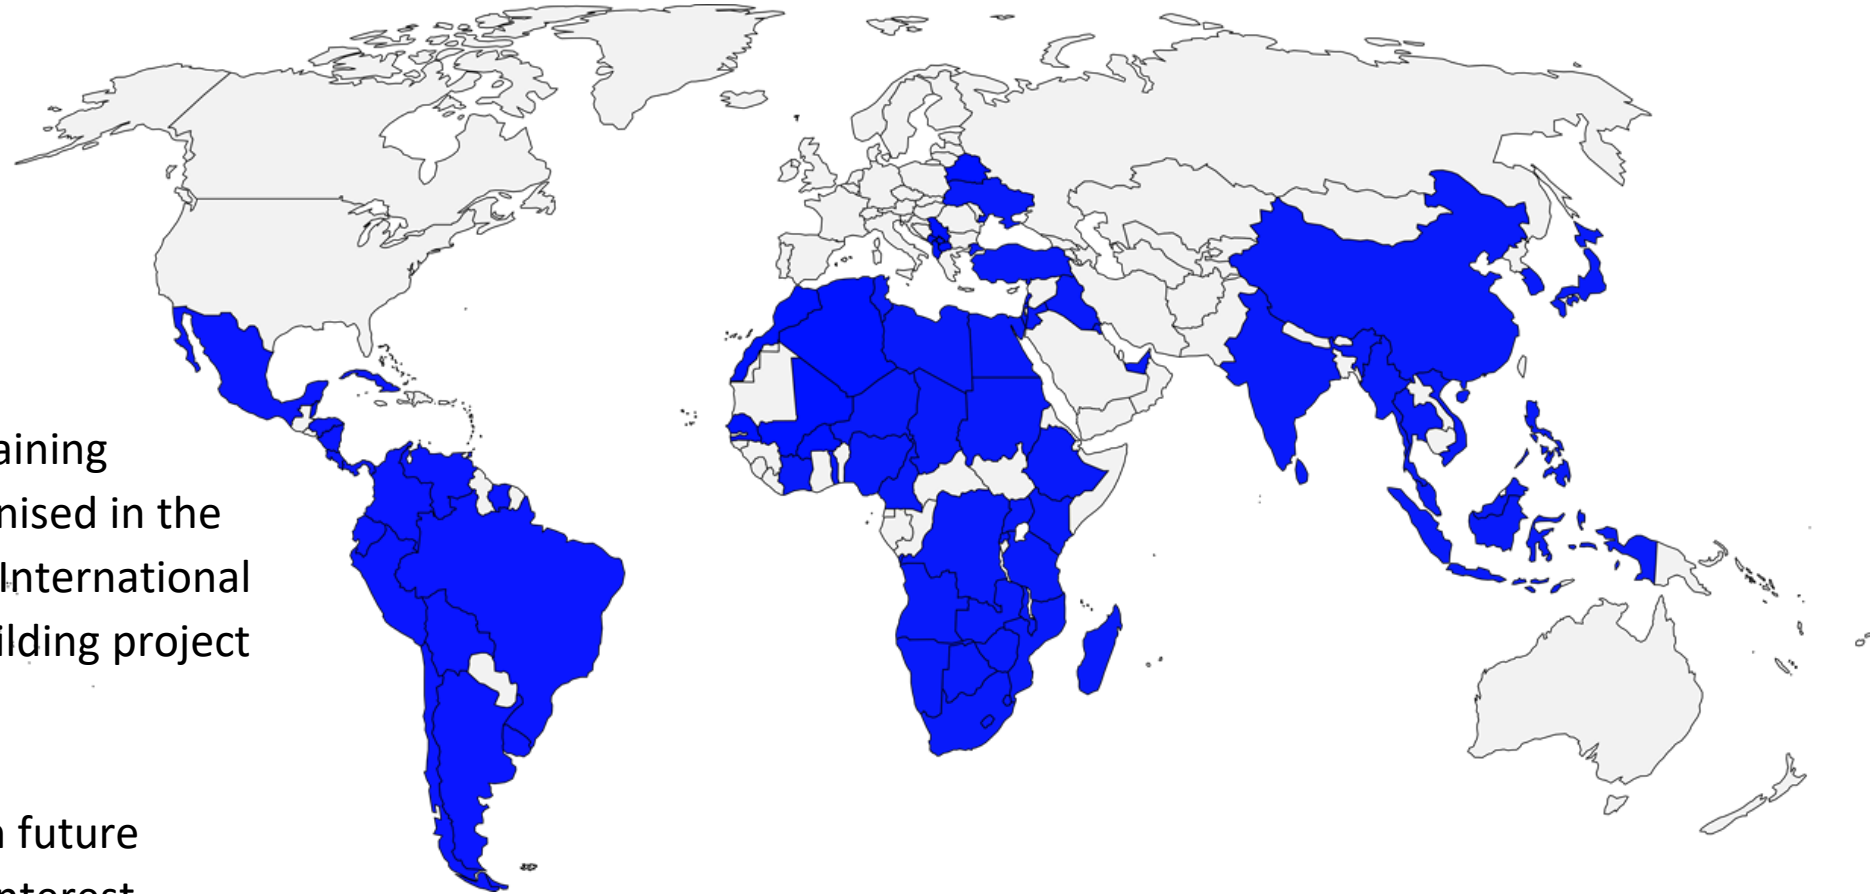 aining
nised in the
International
ilding project
future